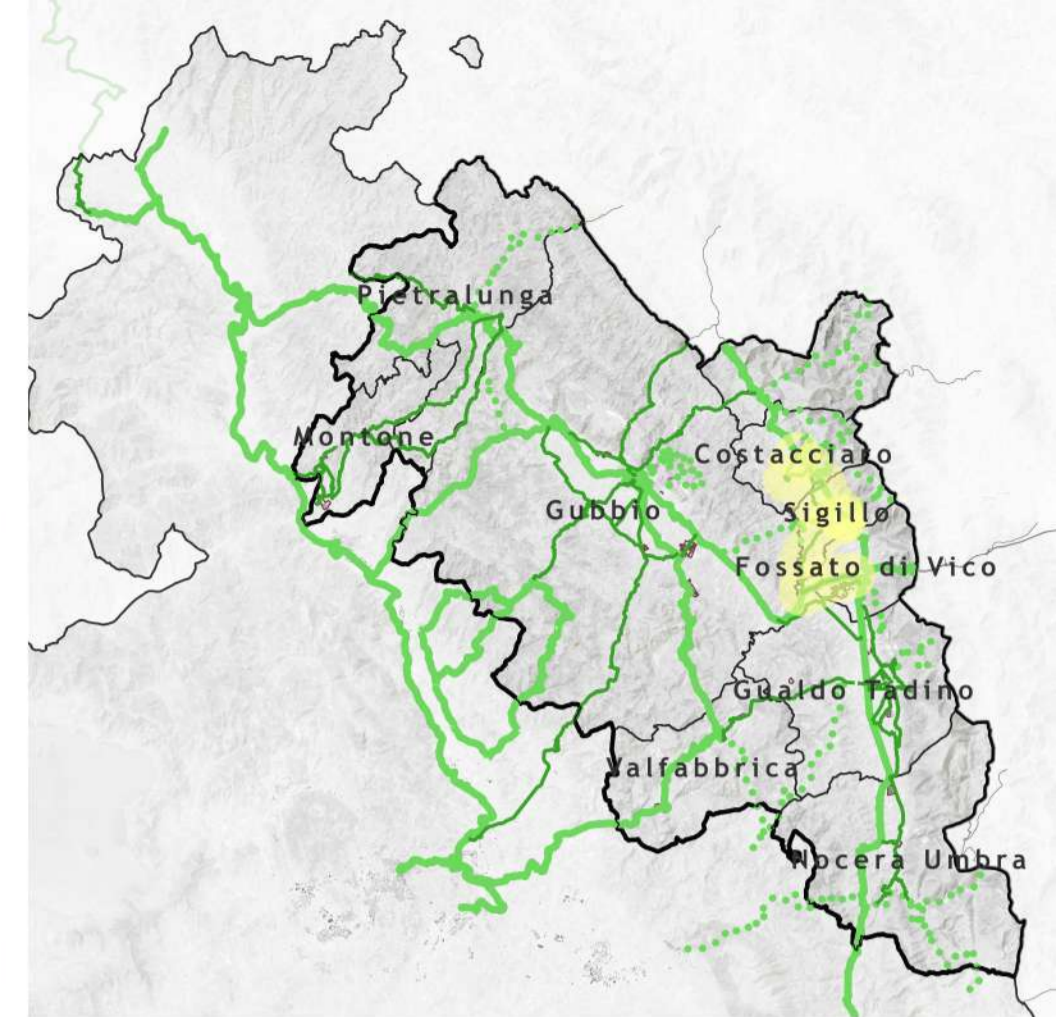 Pietralunga
Montone
Costacciaro
Gubbio
Sigillo
Fossato di Vico
Gualdo Tadino
Valfabbrica
Nocera Umbra